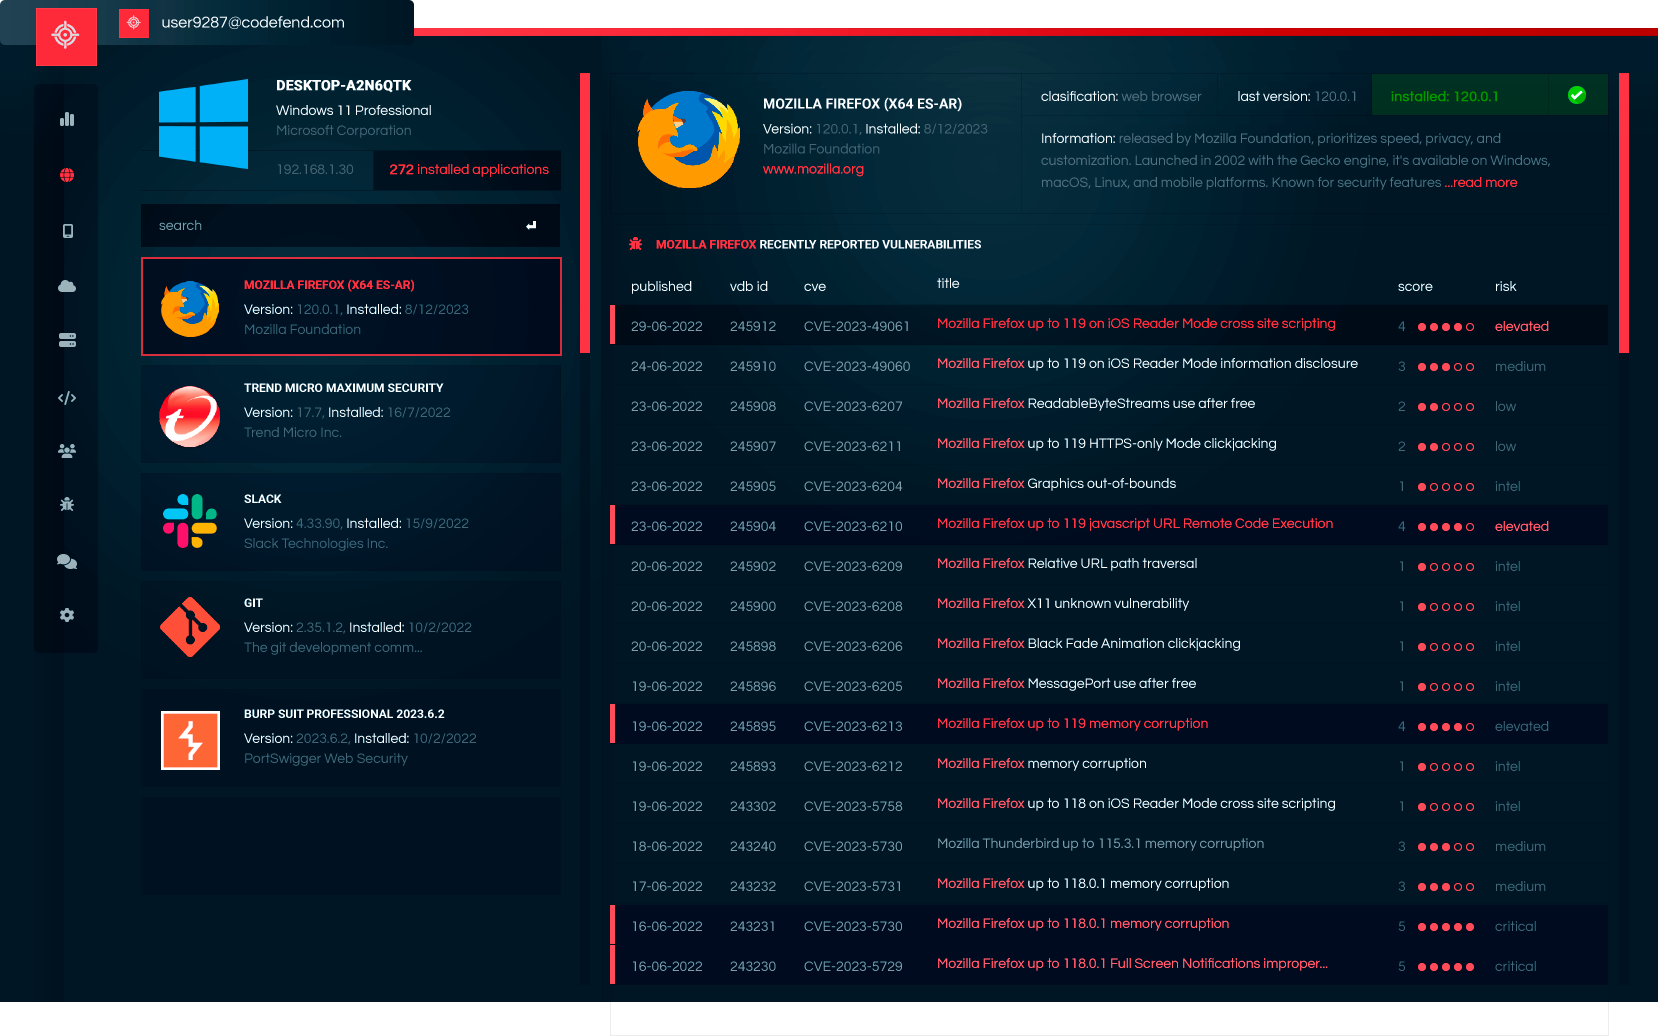 user9287@codefend.com
DESKTOP-A2N6QTK
Windows 11 Professional
Microsoft Corporation
192.168.1.30
272 installed applications
search
MOZILLA FIREFOX (X64 ES-AR)
Version: 120.0.1, Installed: 8/12/2023
Mozilla Foundation
TREND MICRO MAXIMUM SECURITY
Version: 17.7, Installed: 16/7/2022
Trend Micro Inc.
SLACK
Version: 4.33.90, Installed: 15/9/2022
Slack Technologies Inc.
GIT
Version: 2.35.1.2, Installed: 10/2/2022
The git development comm...
BURP SUIT PROFESSIONAL 2023.6.2
Version: 2023.6.2, Installed: 10/2/2022
PortSwigger Web Security
MOZILLA FIREFOX (X64 ES-AR)
Version: 120.0.1, Installed: 8/12/2023
Mozilla Foundation
www.mozilla.org
clasification: web browser last version: 120.0.1 installed: 120.0.1
Information: released by Mozilla Foundation, prioritizes speed, privacy, and
customization. Launched in 2002 with the Gecko engine, it's available on Windows,
macOS, Linux, and mobile platforms. Known for security features ...read more
MOZILLA FIREFOX RECENTLY REPORTED VULNERABILITIES
published vdb id cve title score risk
29-06-2022 245912 CVE-2023-49061 Mozilla Firefox up to 119 on iOS Reader Mode cross site scripting 4 elevated
24-06-2022 245910 CVE-2023-49060 Mozilla Firefox up to 119 on iOS Reader Mode information disclosure 3 medium
23-06-2022 245908 CVE-2023-6207 Mozilla Firefox ReadableByteStreams use after free 2 low
23-06-2022 245907 CVE-2023-6211 Mozilla Firefox up to 119 HTTPS-only Mode clickjacking 2 low
23-06-2022 245905 CVE-2023-6204 Mozilla Firefox Graphics out-of-bounds 1 intel
23-06-2022 245904 CVE-2023-6210 Mozilla Firefox up to 119 javascript URL Remote Code Execution 4 elevated
20-06-2022 245902 CVE-2023-6209 Mozilla Firefox Relative URL path traversal 1 intel
20-06-2022 245900 CVE-2023-6208 Mozilla Firefox X11 unknown vulnerability 1 intel
20-06-2022 245898 CVE-2023-6206 Mozilla Firefox Black Fade Animation clickjacking 1 intel
19-06-2022 245896 CVE-2023-6205 Mozilla Firefox MessagePort use after free 1 intel
19-06-2022 245895 CVE-2023-6213 Mozilla Firefox up to 119 memory corruption 4 elevated
19-06-2022 245893 CVE-2023-6212 Mozilla Firefox memory corruption 1 intel
19-06-2022 243302 CVE-2023-5758 Mozilla Firefox up to 118 on iOS Reader Mode cross site scripting 1 intel
18-06-2022 243240 CVE-2023-5730 Mozilla Thunderbird up to 115.3.1 memory corruption 3 medium
17-06-2022 243232 CVE-2023-5731 Mozilla Firefox up to 118.0.1 memory corruption 3 medium
16-06-2022 243231 CVE-2023-5730 Mozilla Firefox up to 118.0.1 memory corruption 5 critical
16-06-2022 243230 CVE-2023-5729 Mozilla Firefox up to 118.0.1 Full Screen Notifications improper... 5 critical